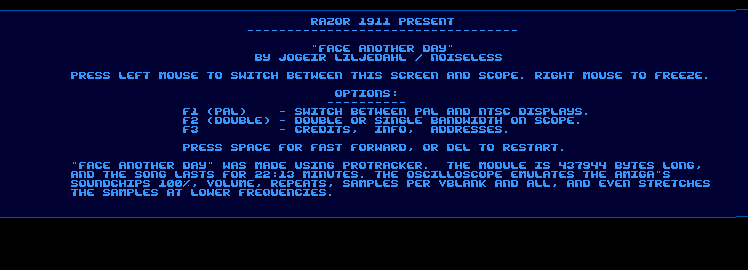 RAZOR 1911 PRESENT
----------------------------------
"FACE ANOTHER DAY"
BY JOGEIR LILJEDAHL / NOISELESS
PRESS LEFT MOUSE TO SWITCH BETWEEN THIS SCREEN AND SCOPE. RIGHT MOUSE TO FREEZE.
OPTIONS:
----------
F1 (PAL)    - SWITCH BETWEEN PAL AND NTSC DISPLAYS.
F2 (DOUBLE) - DOUBLE OR SINGLE BANDWIDTH ON SCOPE.
F3          - CREDITS,  INFO,  ADDRESSES.
PRESS SPACE FOR FAST FORWARD, OR DEL TO RESTART.
"FACE ANOTHER DAY" WAS MADE USING PROTRACKER.  THE MODULE IS 437944 BYTES LONG,
AND THE SONG LASTS FOR 22:13 MINUTES. THE OSCILLOSCOPE EMULATES THE AMIGA"S
SOUNDCHIPS 100%, VOLUME, REPEATS, SAMPLES PER VBLANK AND ALL, AND EVEN STRETCHES
THE SAMPLES AT LOWER FREQUENCIES.